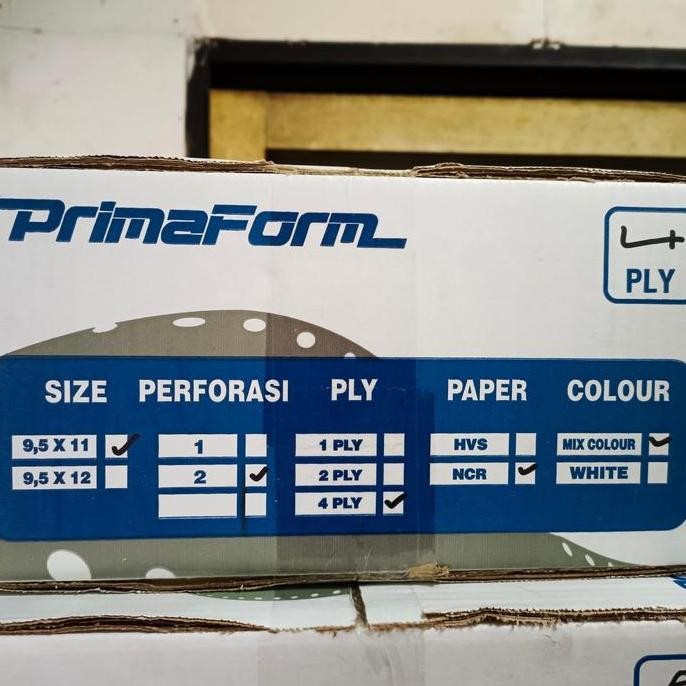 PrimaForm
4
PLY
SIZE PERFORASI PLY PAPER COLOUR
9,5 X 11 ✓ 1 1 PLY HVS MIX COLOUR ✓
9,5 X 12 2 ✓ 2 PLY NCR ✓ WHITE
4 PLY ✓